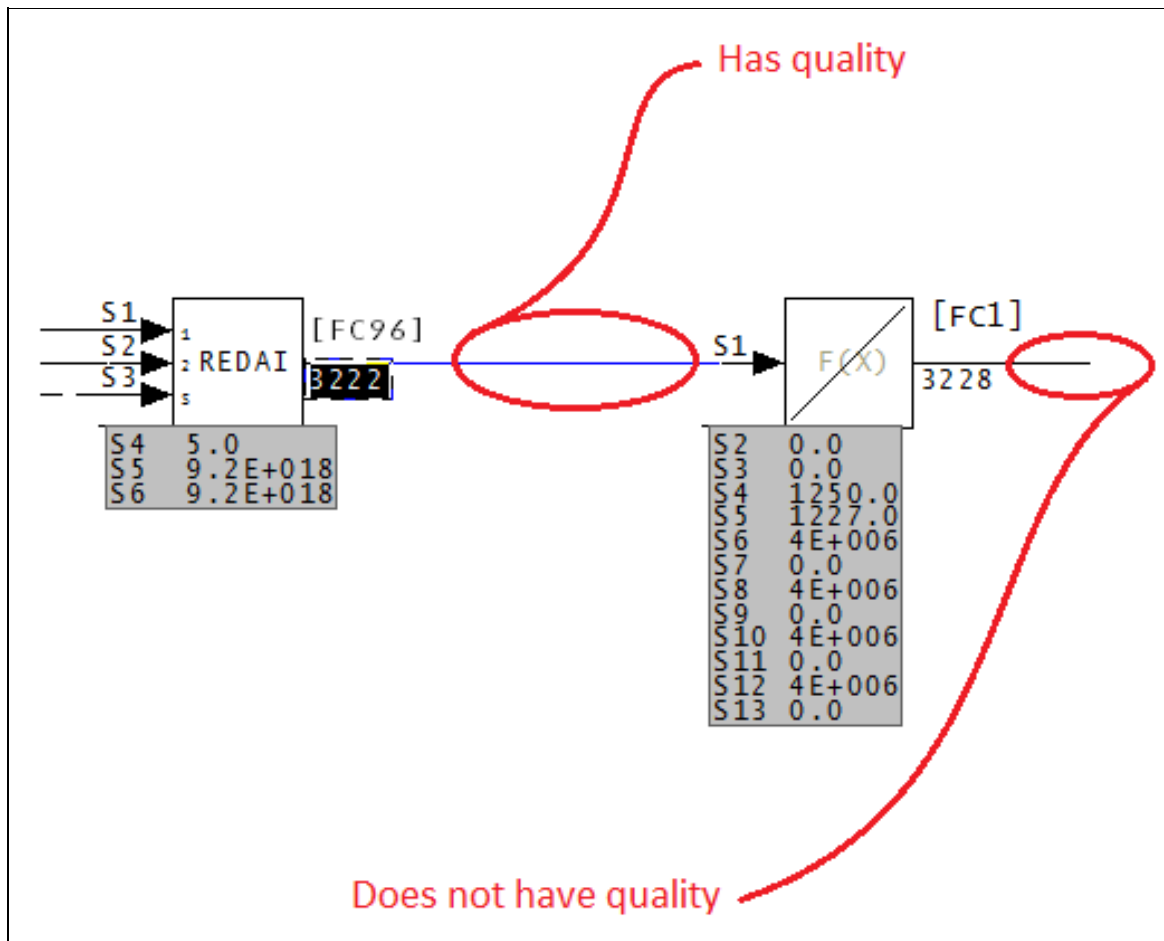 Has quality
S1
S2
S3
1
2
S
REDAI
[FC96]
3222
S4 5.0
S5 9.2E+018
S6 9.2E+018
S1
F(X)
[FC1]
3228
S2 0.0
S3 0.0
S4 1250.0
S5 1227.0
S6 4E+006
S7 0.0
S8 4E+006
S9 0.0
S10 4E+006
S11 0.0
S12 4E+006
S13 0.0
Does not have quality